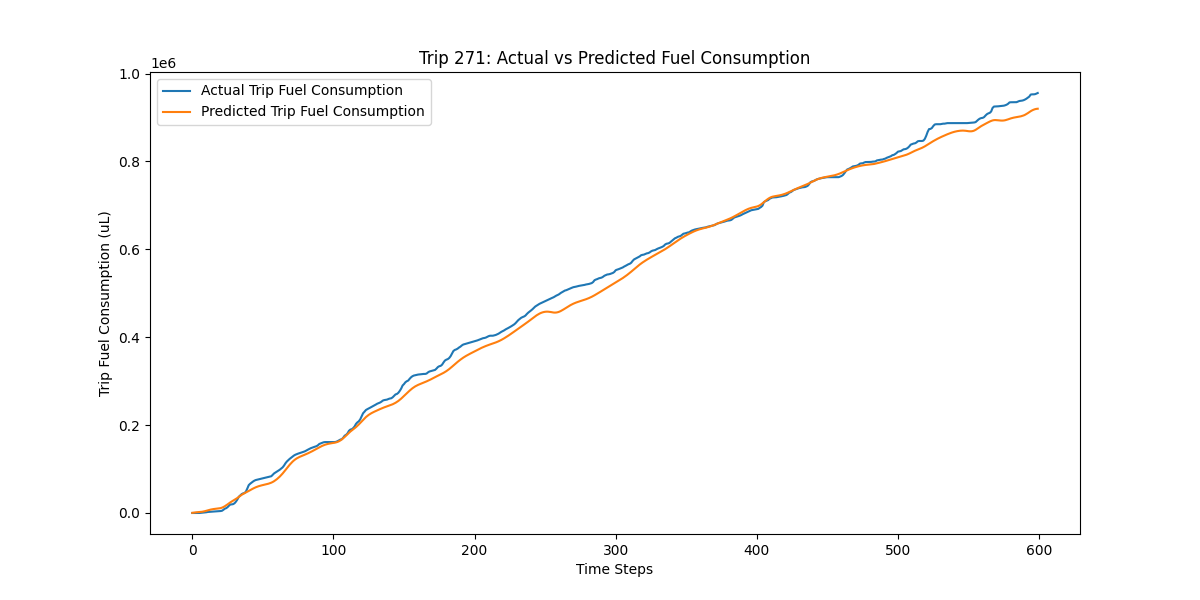 Trip 271: Actual vs Predicted Fuel Consumption
1e6
Actual Trip Fuel Consumption
Predicted Trip Fuel Consumption
Trip Fuel Consumption (uL)
1.0
0.8
0.6
0.4
0.2
0.0
0 100 200 300 400 500 600
Time Steps